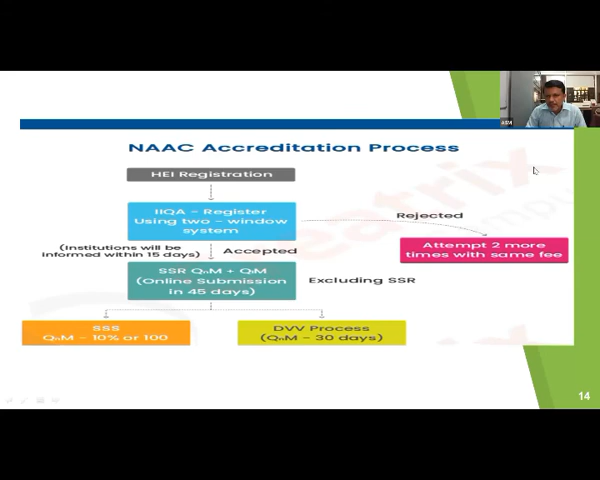 ASM
NAAC Accreditation Process
HEI Registration
IIQA - Register
Using two - window
system
Rejected
Attempt 2 more
times with same fee
(Institutions will be
informed within 15 days)
Accepted
SSR QnM + QlM
(Online Submission
in 45 days)
Excluding SSR
SSS
QnM - 10% or 100
DVV Process
(QnM - 30 days)
14